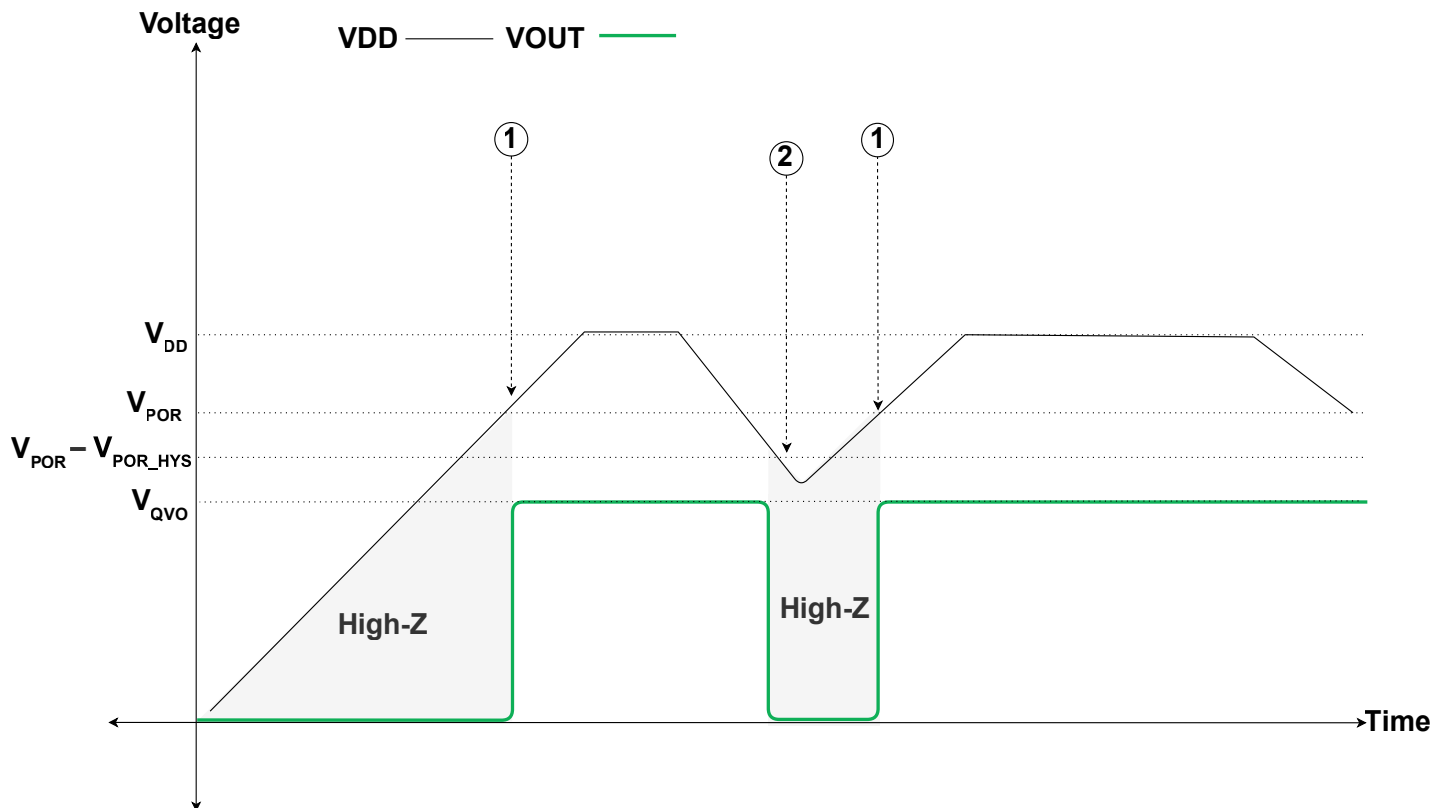 Voltage
VDD VOUT
1
2
1
VDD
VPOR
VPOR – VPOR_HYS
VQVO
High-Z
High-Z
Time